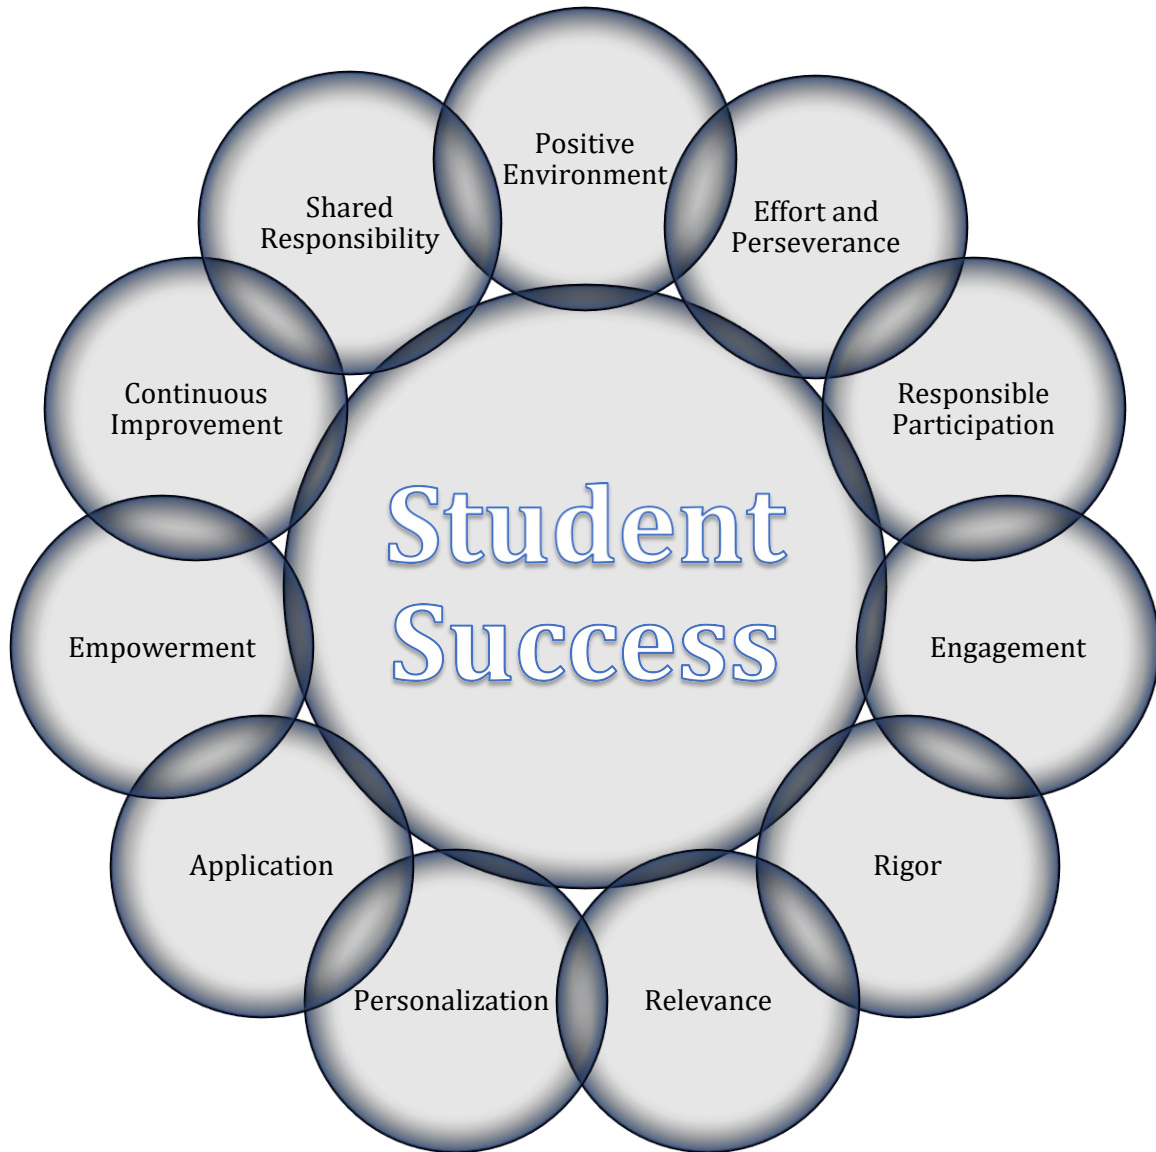 Positive
Environment
Effort and
Perseverance
Responsible
Participation
Engagement
Rigor
Relevance
Personalization
Application
Empowerment
Continuous
Improvement
Shared
Responsibility
Student
Success